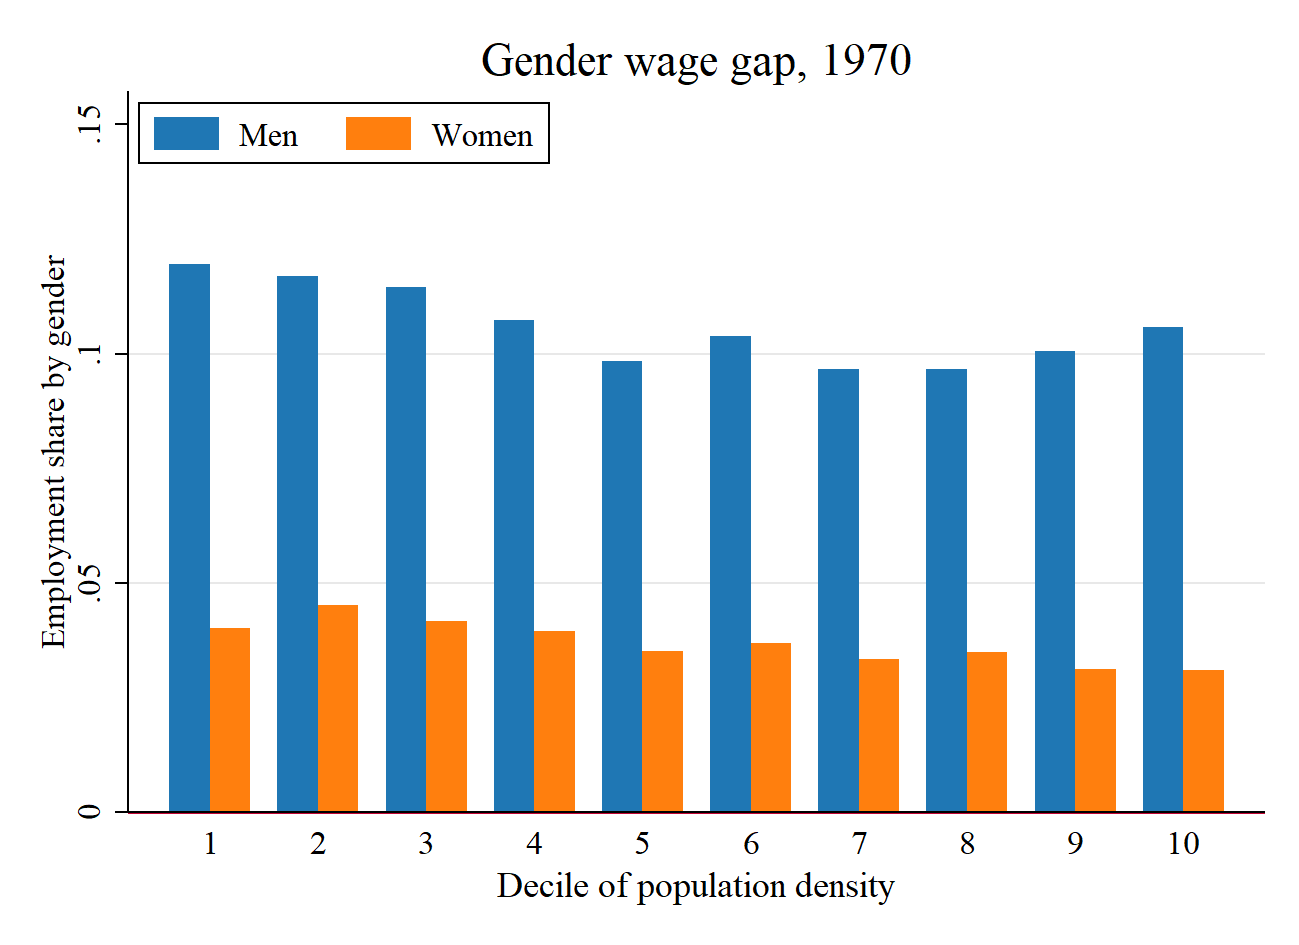 Gender wage gap, 1970
Men
Women
Employment share by gender
.15
.1
.05
0
1 2 3 4 5 6 7 8 9 10
Decile of population density